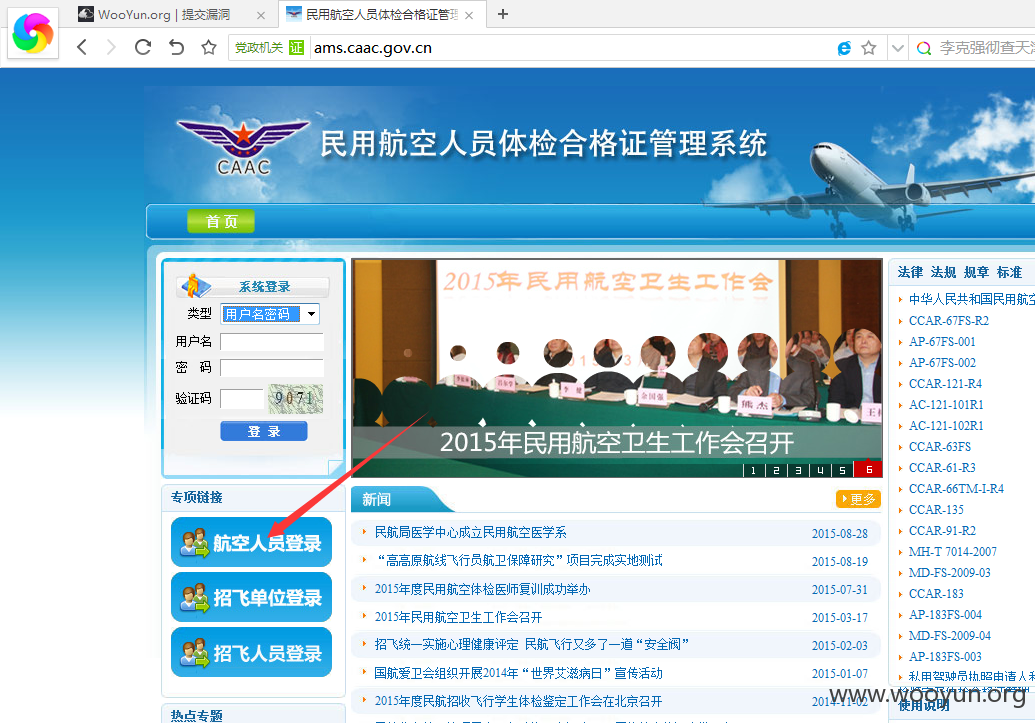 WooYun.org | 提交漏洞
民用航空人员体检合格证管理
党政机关 证 ams.caac.gov.cn
李克强彻查天津
CAAC
民用航空人员体检合格证管理系统
首 页
系统登录
类型 用户名密码
用户名
密 码
验证码 9071
登 录
专项链接
航空人员登录
招飞单位登录
招飞人员登录
热点专题
2015年民用航空卫生工作会
2015年民用航空卫生工作会召开
1 2 3 4 5 6
新闻
更多
民航局医学中心成立民用航空医学系 2015-08-28
“高高原航线飞行员航卫保障研究”项目完成实地测试 2015-08-19
2015年度民用航空体检医师复训成功举办 2015-07-31
2015年民用航空卫生工作会召开 2015-03-17
招飞统一实施心理健康评定 民航飞行又多了一道“安全阀” 2015-02-03
国航爱卫会组织开展2014年“世界艾滋病日”宣传活动 2015-01-07
2015年度民航招收飞行学生体检鉴定工作会在北京召开 2014-11-02
法律 法规 规章 标准
中华人民共和国民用航空
CCAR-67FS-R2
AP-67FS-001
AP-67FS-002
CCAR-121-R4
AC-121-101R1
AC-121-102R1
CCAR-63FS
CCAR-61-R3
CCAR-66TM-I-R4
CCAR-135
CCAR-91-R2
MH-T 7014-2007
MD-FS-2009-03
CCAR-183
AP-183FS-004
MD-FS-2009-04
AP-183FS-003
私用驾驶员执照申请人和
使用说明
www.wooyun.org